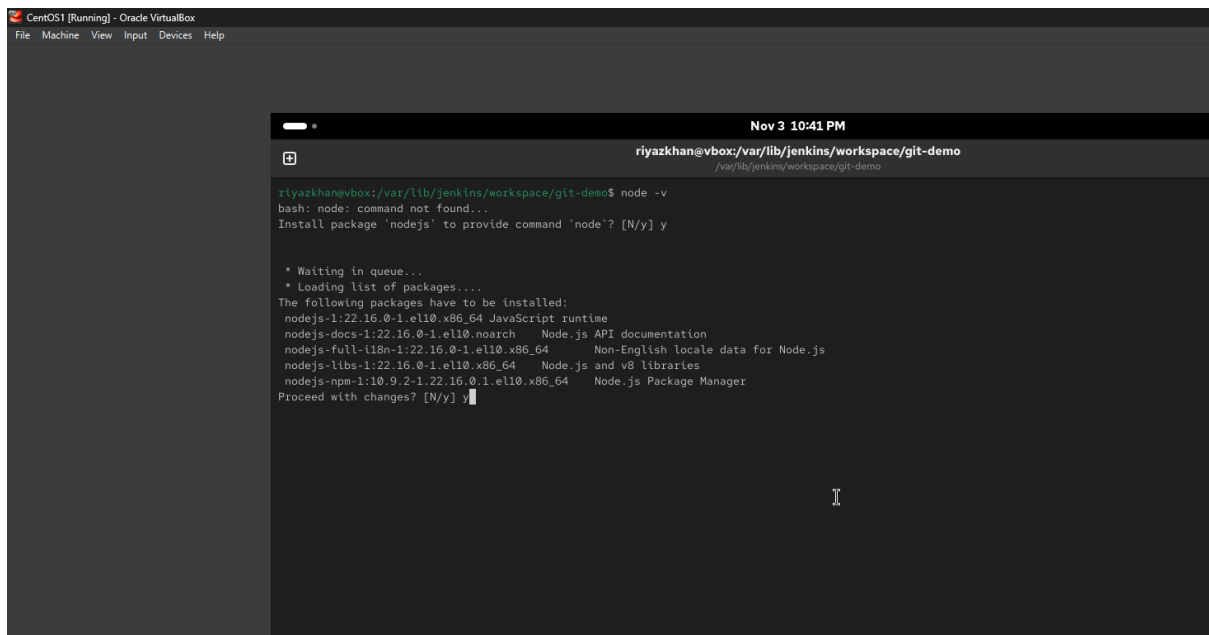 CentOS1 [Running] - Oracle VirtualBox
File Machine View Input Devices Help
Nov 3 10:41 PM
riyazkhan@vbox:/var/lib/jenkins/workspace/git-demo
/var/lib/jenkins/workspace/git-demo
riyazkhan@vbox:/var/lib/jenkins/workspace/git-demo$ node -v
bash: node: command not found...
Install package 'nodejs' to provide command 'node'? [N/y] y
* Waiting in queue...
* Loading list of packages....
The following packages have to be installed:
nodejs-1:22.16.0-1.el10.x86_64 JavaScript runtime
nodejs-docs-1:22.16.0-1.el10.noarch Node.js API documentation
nodejs-full-i18n-1:22.16.0-1.el10.x86_64 Non-English locale data for Node.js
nodejs-libs-1:22.16.0-1.el10.x86_64 Node.js and v8 libraries
nodejs-npm-1:10.9.2-1.22.16.0.1.el10.x86_64 Node.js Package Manager
Proceed with changes? [N/y] y